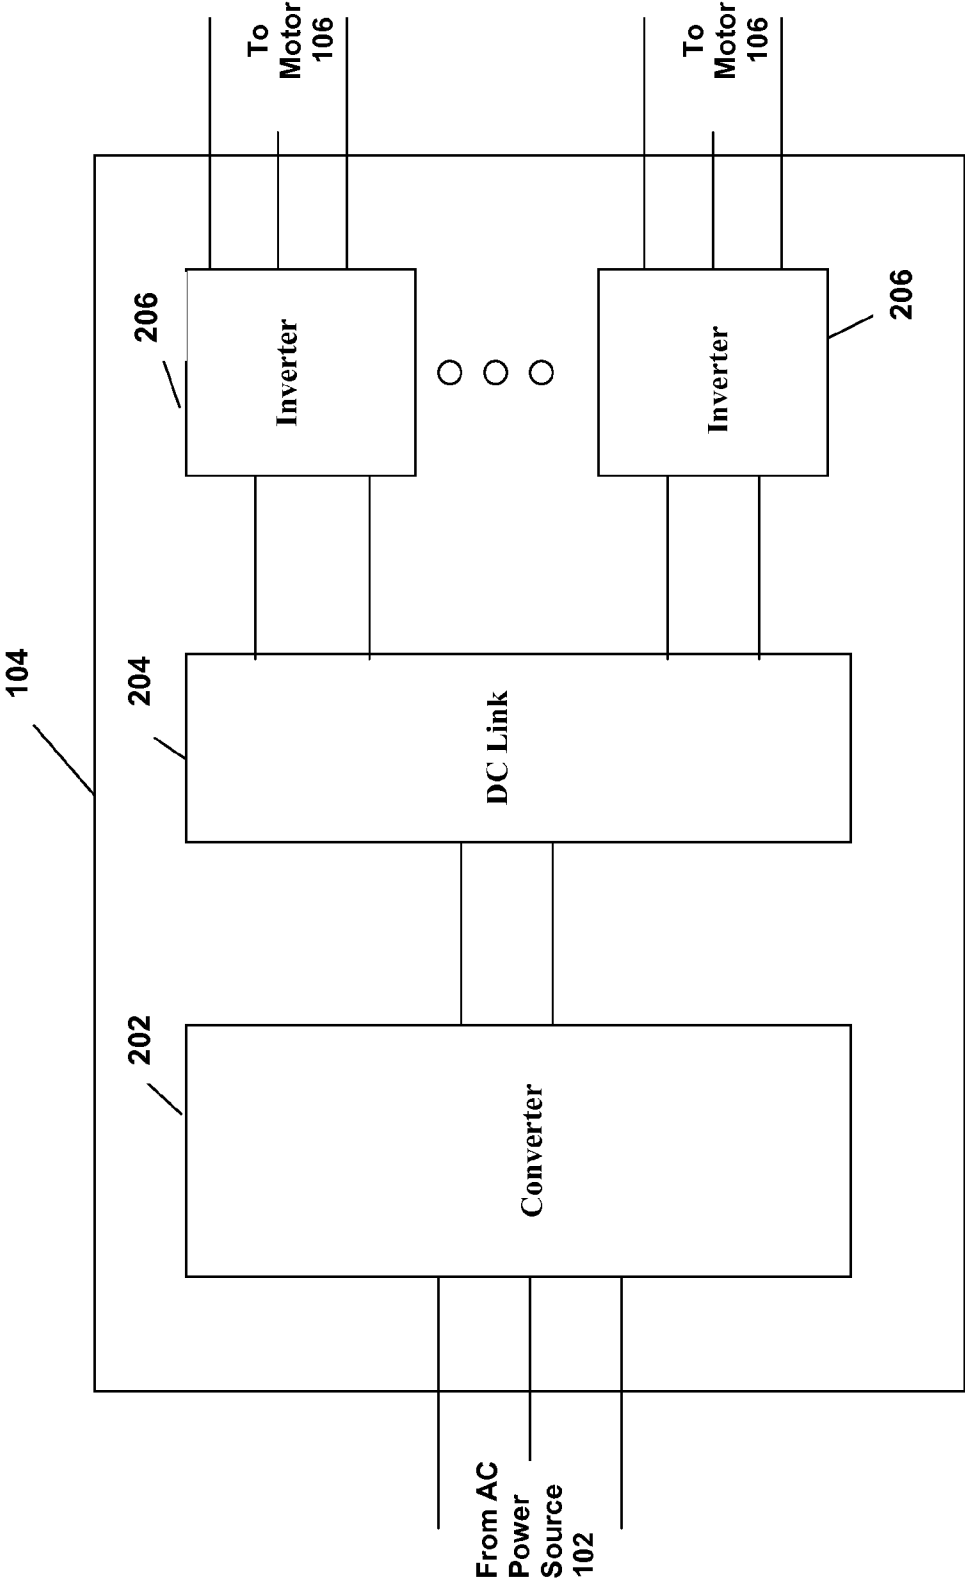 104
202
204
206
From AC
Power
Source
102
Converter
DC Link
Inverter
To
Motor
106
Inverter
206
To
Motor
106